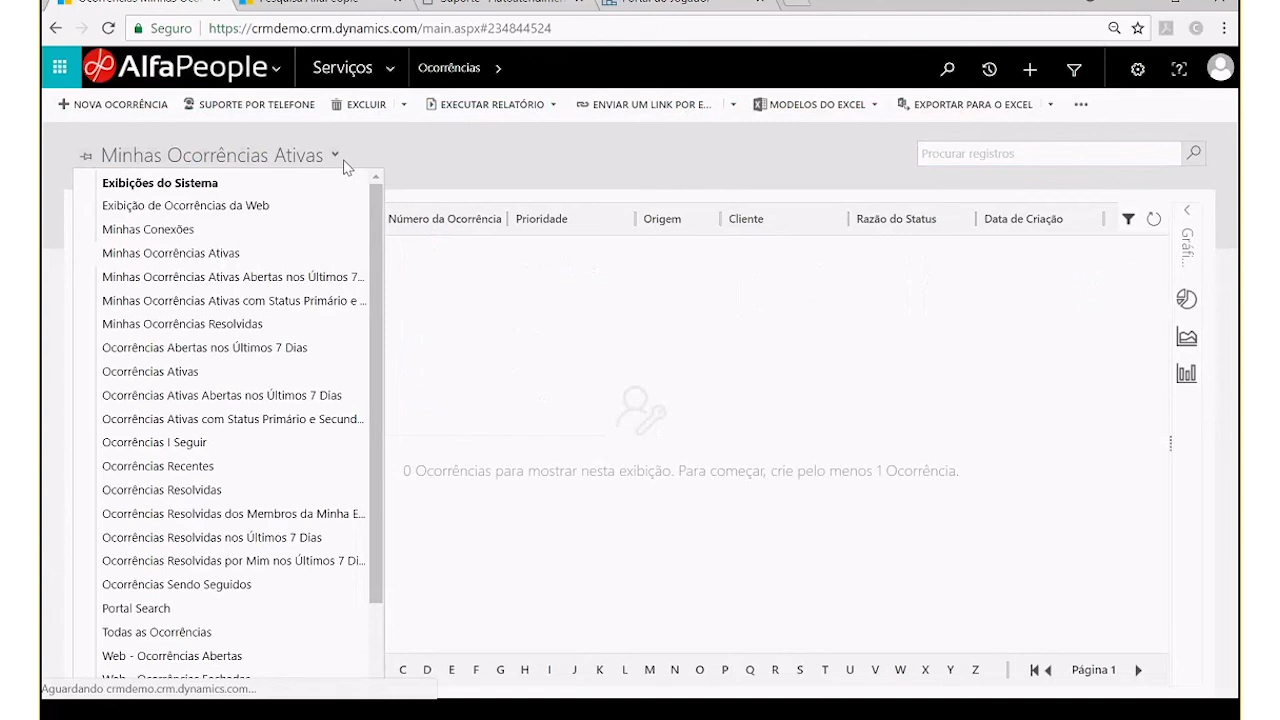 Seguro https://crmdemo.crm.dynamics.com/main.aspx#234844524
AlfaPeople Serviços Ocorrências
NOVA OCORRÊNCIA SUPORTE POR TELEFONE EXCLUIR EXECUTAR RELATÓRIO ENVIAR UM LINK POR E... MODELOS DO EXCEL EXPORTAR PARA O EXCEL
Minhas Ocorrências Ativas
Procurar registros
Exibições do Sistema
Exibição de Ocorrências da Web
Minhas Conexões
Minhas Ocorrências Ativas
Minhas Ocorrências Ativas Abertas nos Últimos 7...
Minhas Ocorrências Ativas com Status Primário e ...
Minhas Ocorrências Resolvidas
Ocorrências Abertas nos Últimos 7 Dias
Ocorrências Ativas
Ocorrências Ativas Abertas nos Últimos 7 Dias
Ocorrências Ativas com Status Primário e Secund...
Ocorrências I Seguir
Ocorrências Recentes
Ocorrências Resolvidas
Ocorrências Resolvidas dos Membros da Minha E...
Ocorrências Resolvidas nos Últimos 7 Dias
Ocorrências Resolvidas por Mim nos Últimos 7 Di...
Ocorrências Sendo Seguidos
Portal Search
Todas as Ocorrências
Web - Ocorrências Abertas
Número da Ocorrência Prioridade Origem Cliente Razão do Status Data de Criação
Gráfi...
0 Ocorrências para mostrar nesta exibição. Para começar, crie pelo menos 1 Ocorrência.
C D E F G H I J K L M N O P Q R S T U V W X Y Z Página 1
Aguardando crmdemo.crm.dynamics.com...